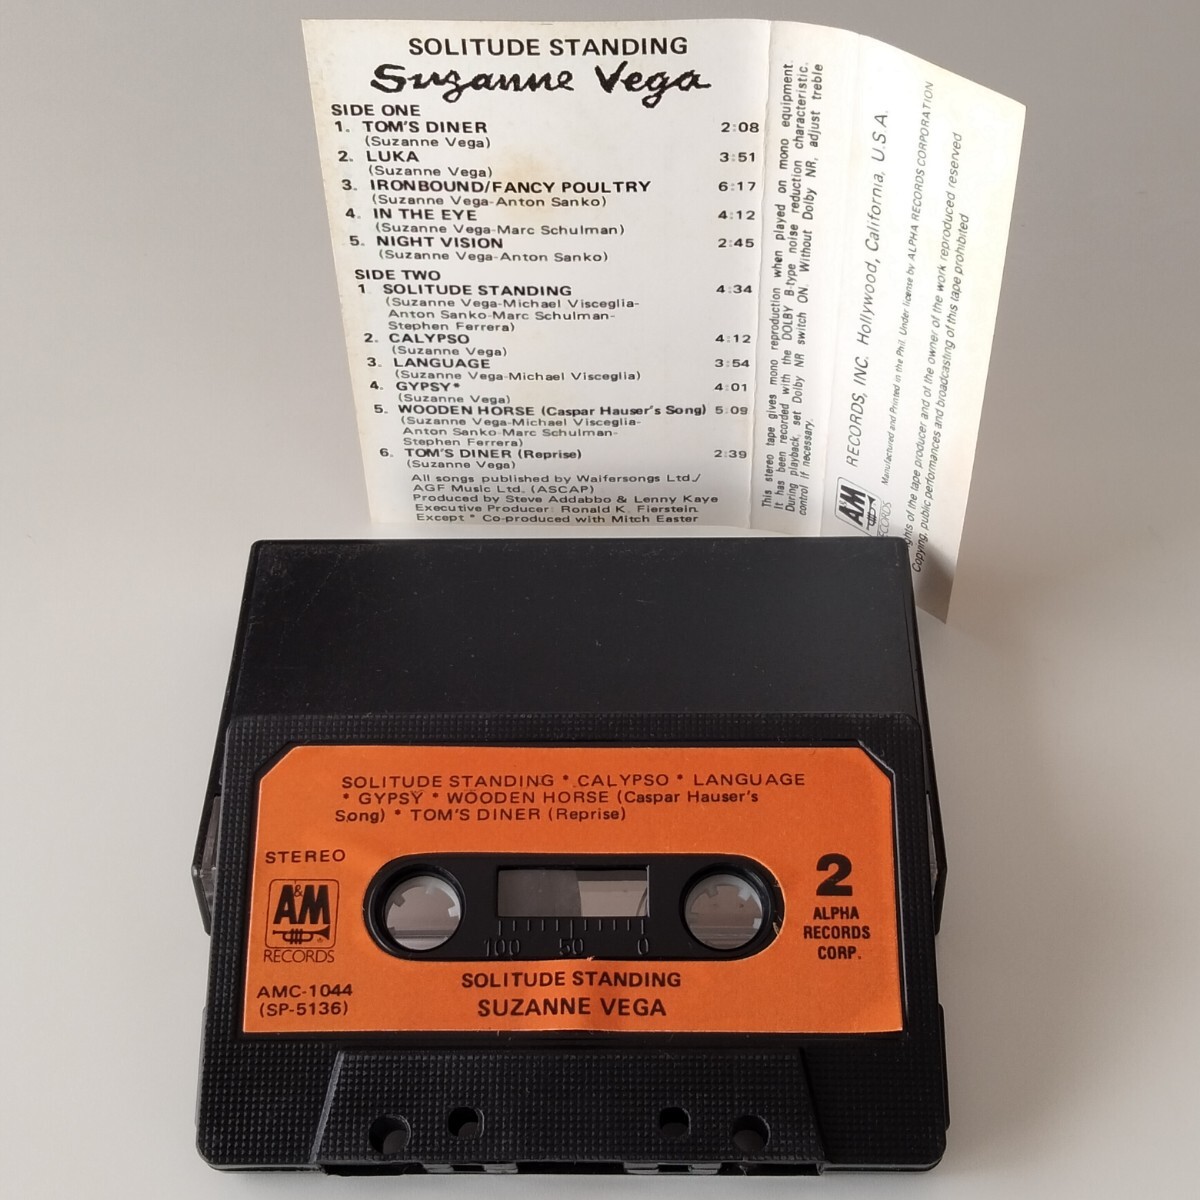 SOLITUDE STANDING
Suzanne Vega
SIDE ONE
1. TOM'S DINER 2:08
(Suzanne Vega)
2. LUKA 3:51
(Suzanne Vega)
3. IRONBOUND/FANCY POULTRY 6:17
(Suzanne Vega-Anton Sanko)
4. IN THE EYE 4:12
(Suzanne Vega-Marc Schulman)
5. NIGHT VISION 2:45
(Suzanne Vega-Anton Sanko)
SIDE TWO
1 SOLITUDE STANDING 4:34
(Suzanne Vega-Michael Visceglia-
Anton Sanko-Marc Schulman-
Stephen Ferrera)
2. CALYPSO 4:12
(Suzanne Vega)
3. LANGUAGE 3:54
(Suzanne Vega-Michael Visceglia)
4. GYPSY* 4:01
(Suzanne Vega)
5. WOODEN HORSE (Caspar Hauser's Song) 5:09
(Suzanne Vega-Michael Visceglia-
Anton Sanko-Marc Schulman-
Stephen Ferrera)
6. TOM'S DINER (Reprise) 2:39
(Suzanne Vega)
All songs published by Waifersongs Ltd./
AGF Music Ltd. (ASCAP)
Produced by Steve Addabbo & Lenny Kaye
Executive Producer: Ronald K. Fierstein.
Except * Co-produced with Mitch Easter
This stereo tape gives mono reproduction when played on mono equipment.
It has been recorded with the DOLBY B-type noise reduction characteristic.
During playback, set Dolby NR switch ON. Without Dolby NR, adjust treble
control if necessary.
A&M
RECORDS
RECORDS, INC. Hollywood, California, U.S.A.
Manufactured and Printed in the Phil. Under license by ALPHA RECORDS CORPORATION
rights of the tape producer and of the owner of the work reproduced reserved
Copying, public performances and broadcasting of this tape prohibited
SOLITUDE STANDING * CALYPSO * LANGUAGE
* GYPSY * WOODEN HORSE (Caspar Hauser's
Song) * TOM'S DINER (Reprise)
STEREO
A&M
RECORDS
AMC-1044
(SP-5136)
100 50 0
2
ALPHA
RECORDS
CORP.
SOLITUDE STANDING
SUZANNE VEGA